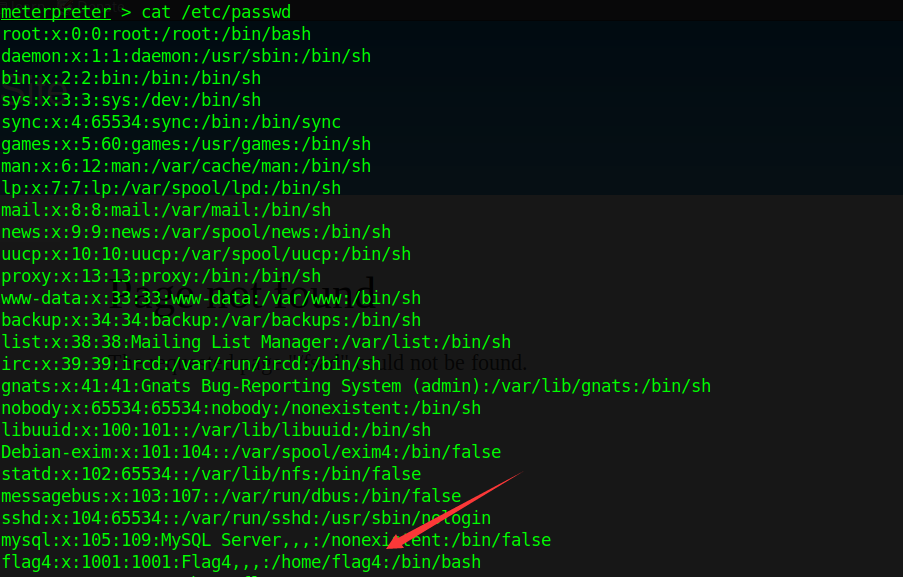 meterpreter > cat /etc/passwd
root:x:0:0:root:/root:/bin/bash
daemon:x:1:1:daemon:/usr/sbin:/bin/sh
bin:x:2:2:bin:/bin:/bin/sh
sys:x:3:3:sys:/dev:/bin/sh
sync:x:4:65534:sync:/bin:/bin/sync
games:x:5:60:games:/usr/games:/bin/sh
man:x:6:12:man:/var/cache/man:/bin/sh
lp:x:7:7:lp:/var/spool/lpd:/bin/sh
mail:x:8:8:mail:/var/mail:/bin/sh
news:x:9:9:news:/var/spool/news:/bin/sh
uucp:x:10:10:uucp:/var/spool/uucp:/bin/sh
proxy:x:13:13:proxy:/bin:/bin/sh
Page not found
www-data:x:33:33:www-data:/var/www:/bin/sh
backup:x:34:34:backup:/var/backups:/bin/sh
list:x:38:38:Mailing List Manager:/var/list:/bin/sh
irc:x:39:39:ircd:/var/run/ircd:/bin/sh
could not be found.
gnats:x:41:41:Gnats Bug-Reporting System (admin):/var/lib/gnats:/bin/sh
nobody:x:65534:65534:nobody:/nonexistent:/bin/sh
libuuid:x:100:101::/var/lib/libuuid:/bin/sh
Debian-exim:x:101:104::/var/spool/exim4:/bin/false
statd:x:102:65534::/var/lib/nfs:/bin/false
messagebus:x:103:107::/var/run/dbus:/bin/false
sshd:x:104:65534::/var/run/sshd:/usr/sbin/nologin
mysql:x:105:109:MySQL Server,,,:/nonexistent:/bin/false
flag4:x:1001:1001:Flag4,,,:/home/flag4:/bin/bash